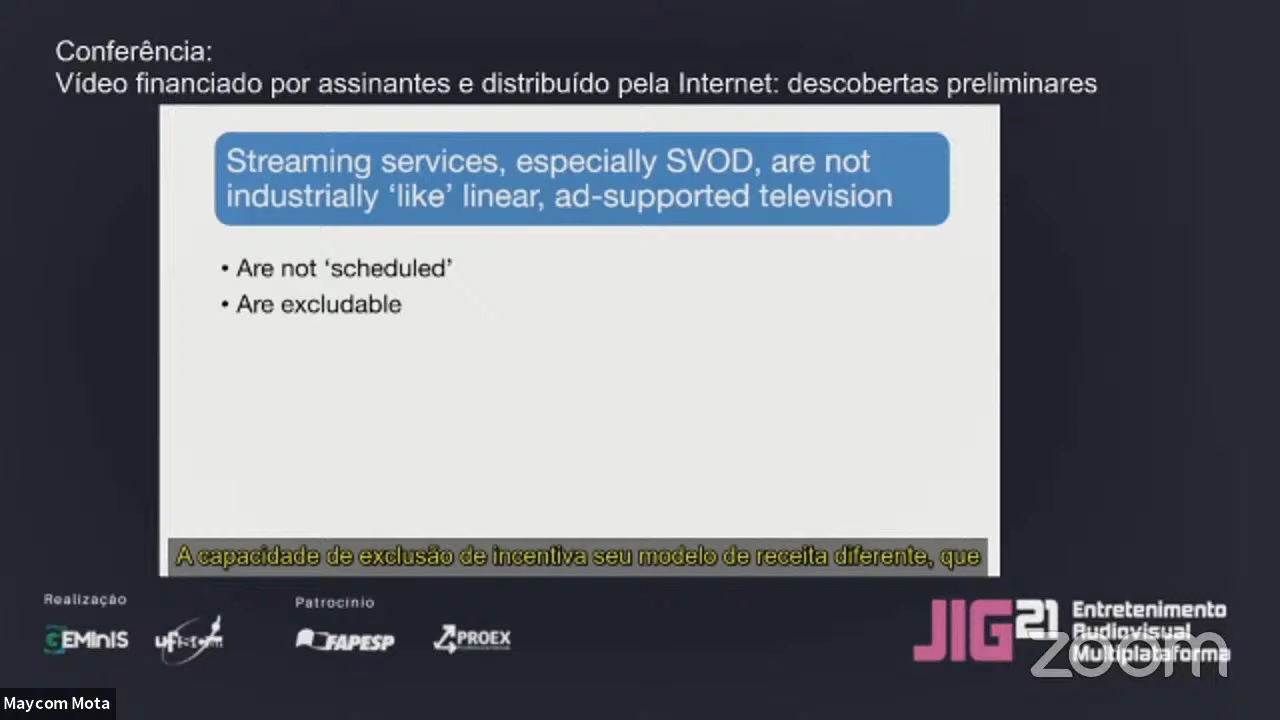 Conferência:
Vídeo financiado por assinantes e distribuído pela Internet: descobertas preliminares
Streaming services, especially SVOD, are not
industrially ‘like’ linear, ad-supported television
• Are not ‘scheduled’
• Are excludable
A capacidade de exclusão de incentiva seu modelo de receita diferente, que
Realização
Patrocínio
GEMInIS
FAPESP
PROEX
JIG21
Entretenimento
Audiovisual
Multiplataforma
zoom
Maycom Mota